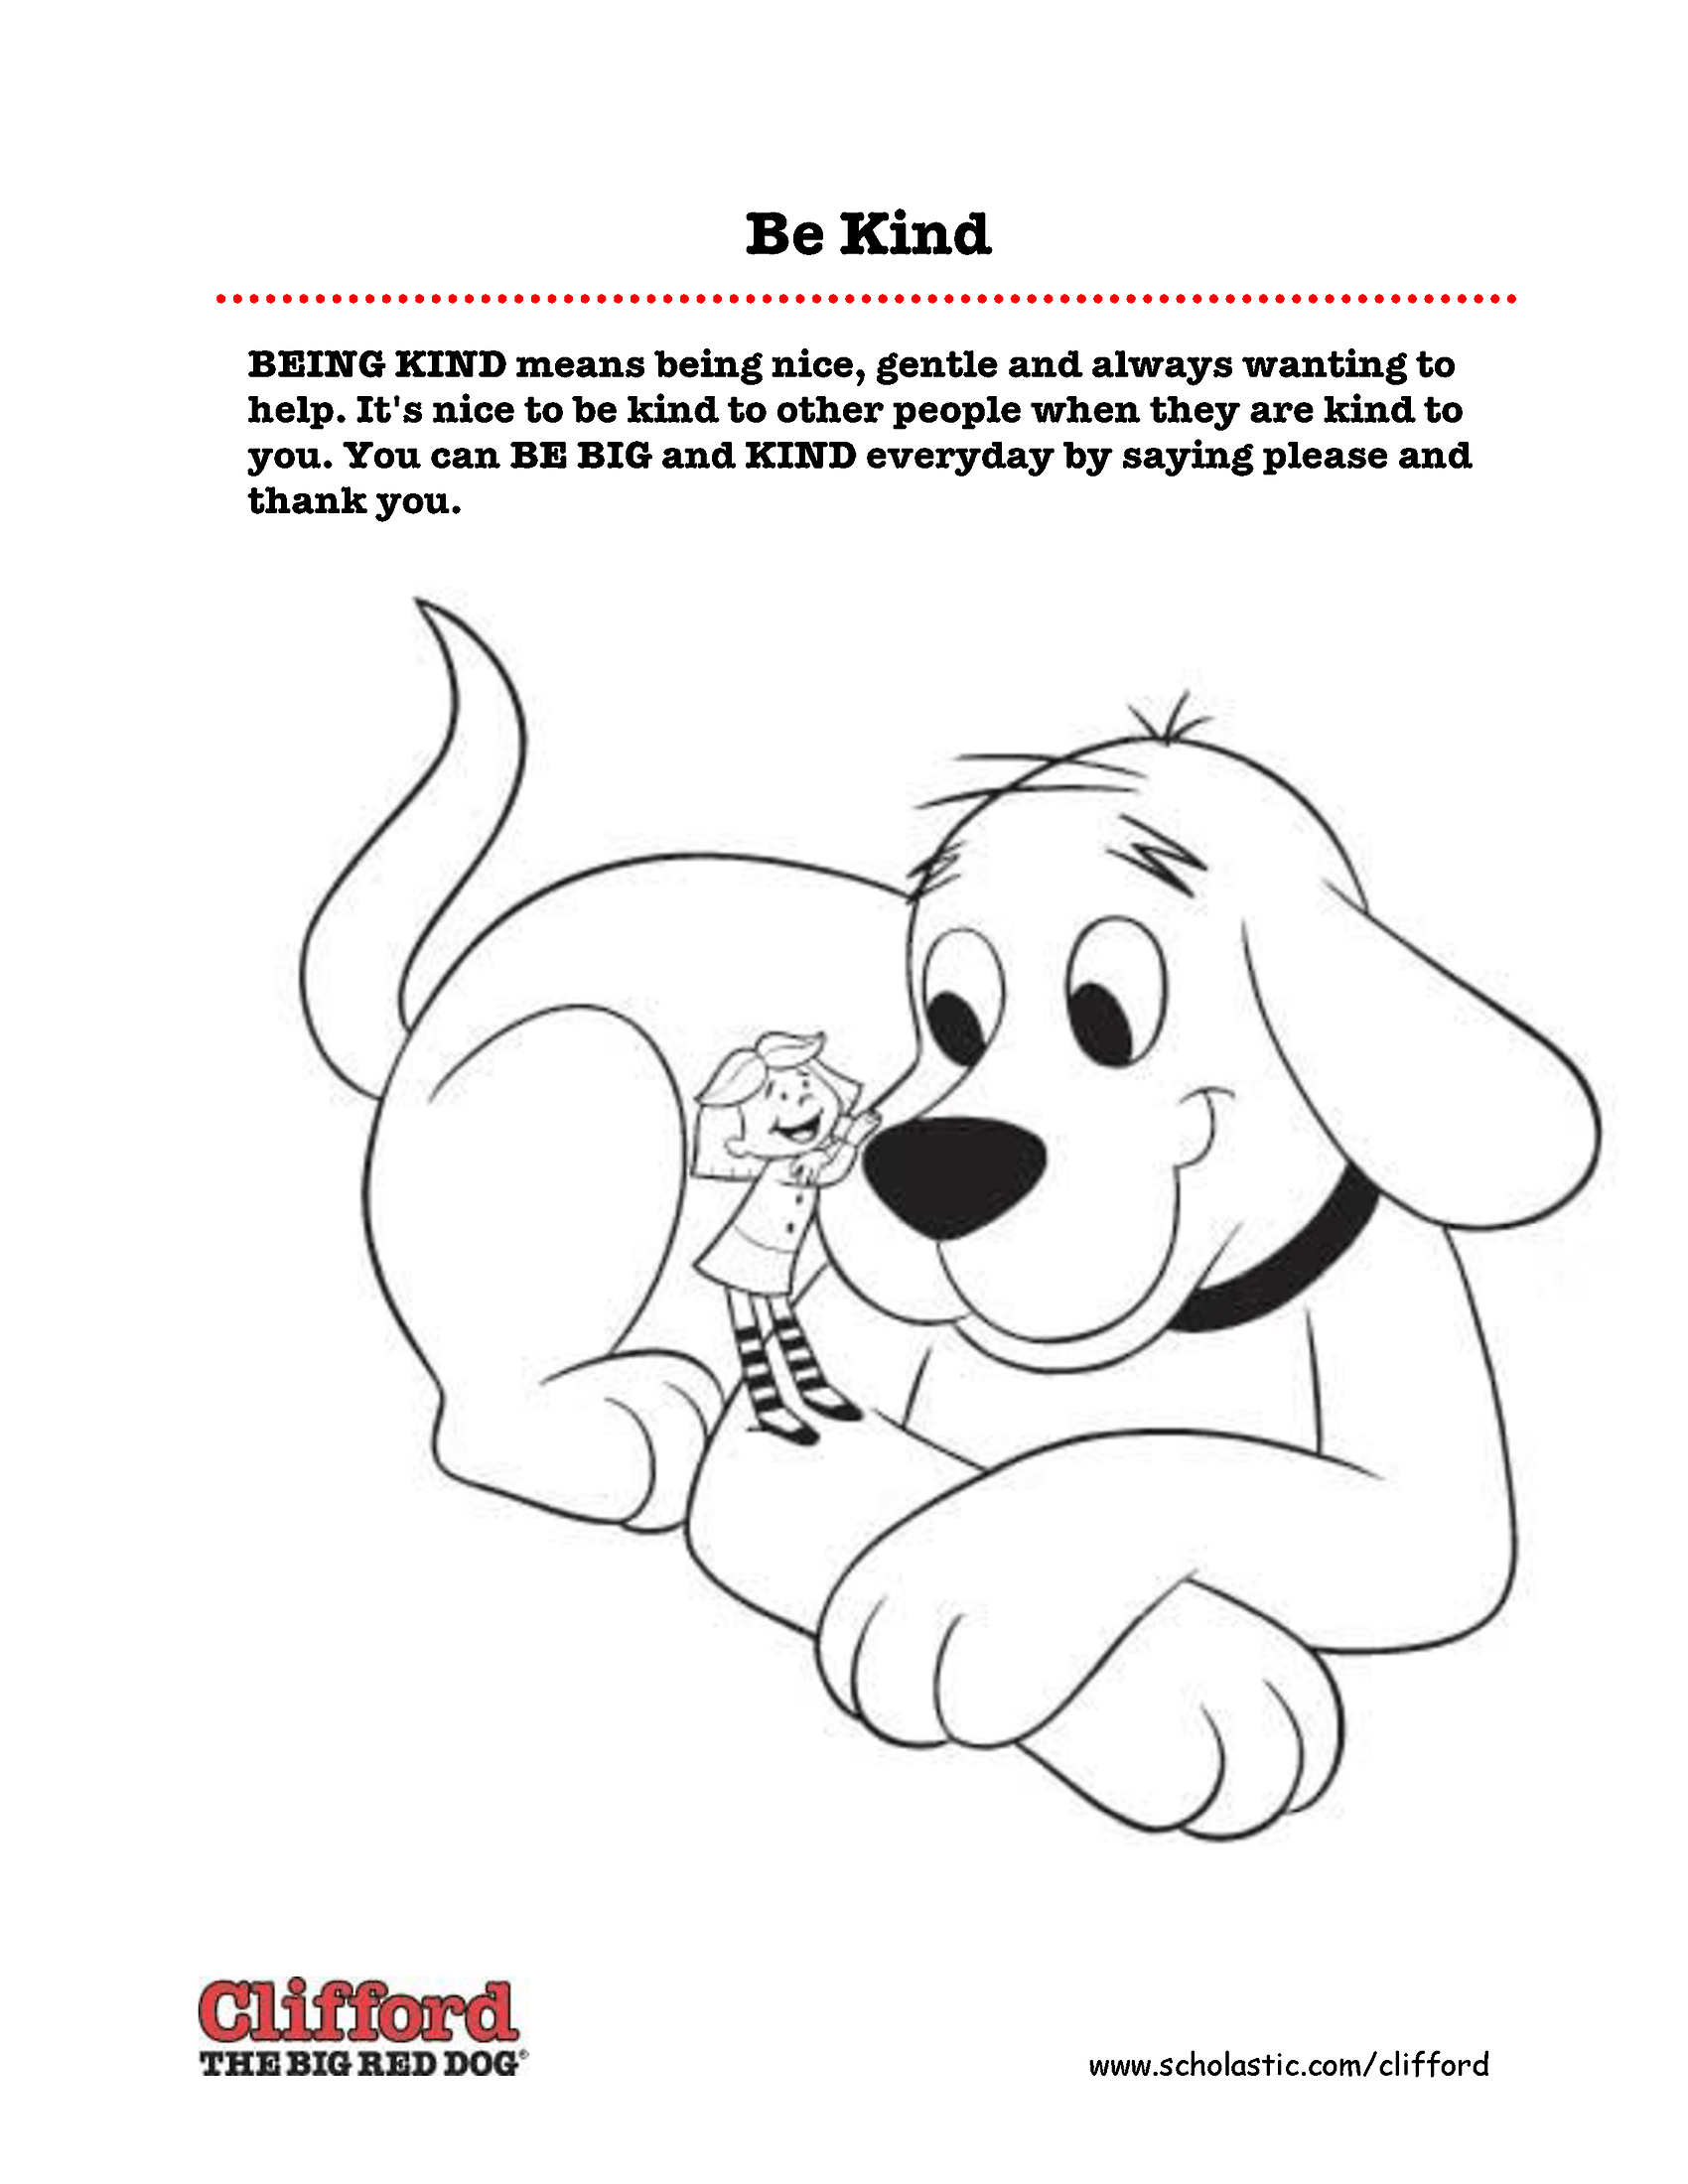 Be Kind
BEING KIND means being nice, gentle and always wanting to
help. It's nice to be kind to other people when they are kind to
you. You can BE BIG and KIND everyday by saying please and
thank you.
Clifford
THE BIG RED DOG®
www.scholastic.com/clifford